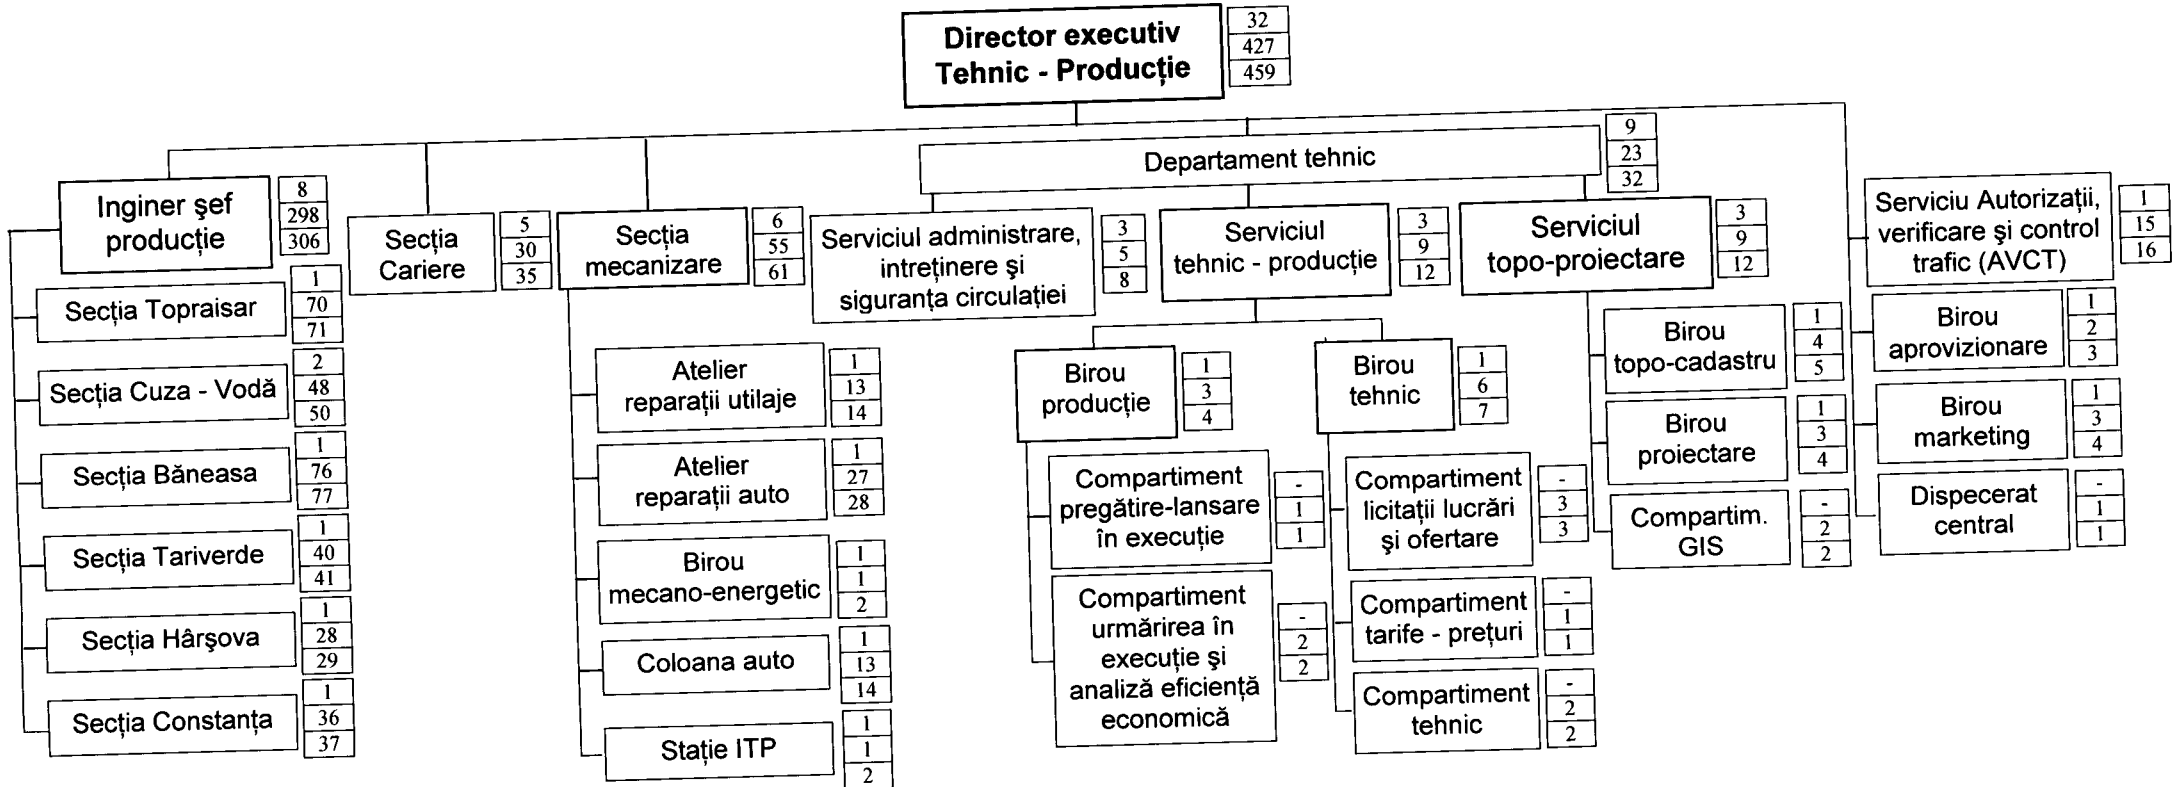 Director executiv
Tehnic - Producție
32
427
459
Departament tehnic
9
23
32
Inginer şef
producție
8
298
306
Secția
Cariere
5
30
35
Secția
mecanizare
6
55
61
Serviciul administrare,
intreținere şi
siguranța circulației
3
5
8
Serviciul
tehnic - producție
3
9
12
Serviciul
topo-proiectare
3
9
12
Serviciu Autorizații,
verificare şi control
trafic (AVCT)
1
15
16
Secția Topraisar
1
70
71
Secția Cuza - Vodă
2
48
50
Secția Băneasa
1
76
77
Secția Tariverde
1
40
41
Secția Hârşova
1
28
29
Secția Constanța
1
36
37
Atelier
reparații utilaje
1
13
14
Atelier
reparații auto
1
27
28
Birou
mecano-energetic
1
1
2
Coloana auto
1
13
14
Stație ITP
1
1
2
Birou
producție
1
3
4
Compartiment
pregătire-lansare
în execuție
-
1
1
Compartiment
urmărirea în
execuție şi
analiză eficiență
economică
-
2
2
Birou
tehnic
1
6
7
Compartiment
licitații lucrări
şi ofertare
-
3
3
Compartiment
tarife - prețuri
-
1
1
Compartiment
tehnic
-
2
2
Birou
topo-cadastru
1
4
5
Birou
proiectare
1
3
4
Compartim.
GIS
-
2
2
Birou
aprovizionare
1
2
3
Birou
marketing
1
3
4
Dispecerat
central
-
1
1